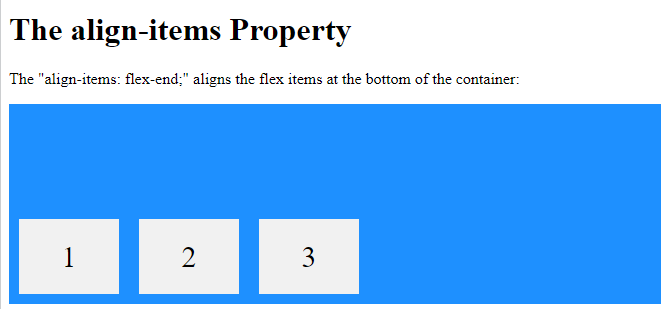 The align-items Property
The "align-items: flex-end;" aligns the flex items at the bottom of the container:
1 2 3